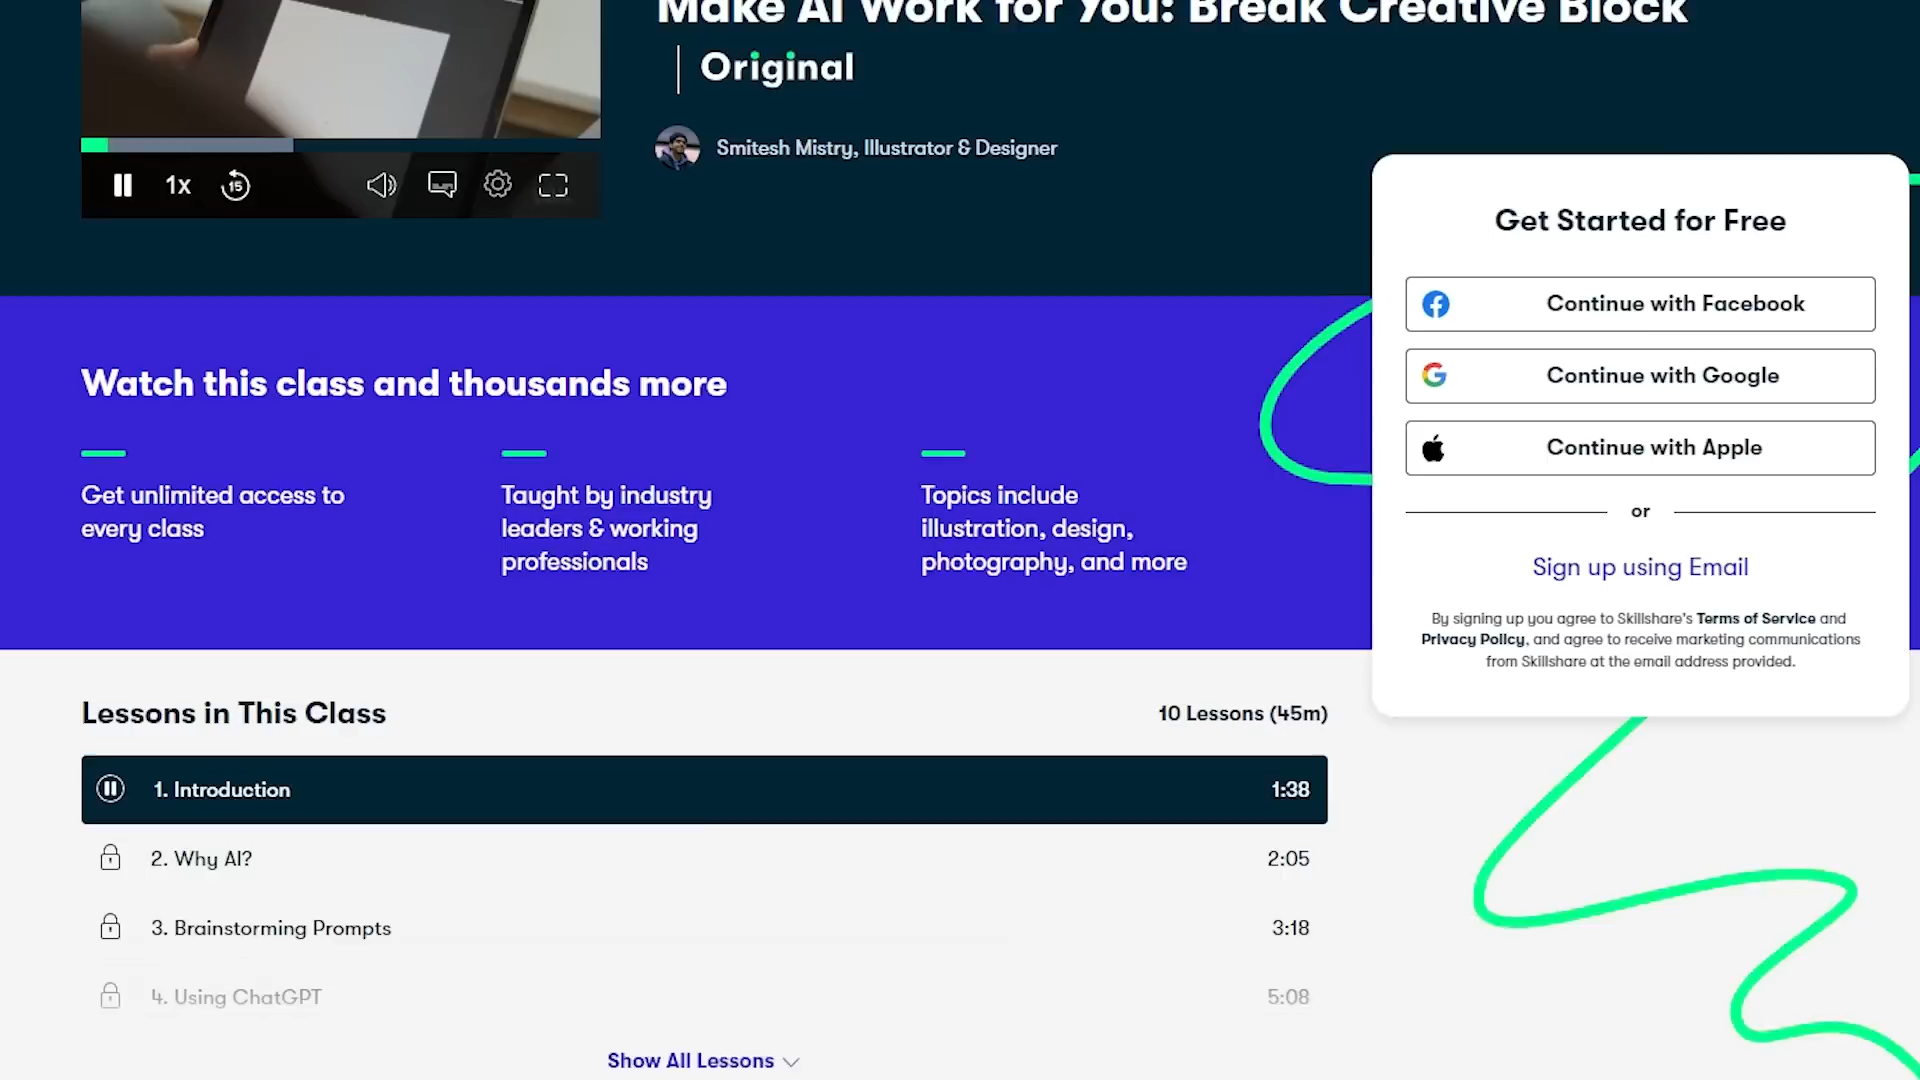 Make AI Work for You: Break Creative Block
Original
Smitesh Mistry, Illustrator & Designer
1x
15
Get Started for Free
Continue with Facebook
Continue with Google
Continue with Apple
or
Sign up using Email
By signing up you agree to Skillshare's Terms of Service and
Privacy Policy, and agree to receive marketing communications
from Skillshare at the email address provided.
Watch this class and thousands more
Get unlimited access to
every class
Taught by industry
leaders & working
professionals
Topics include
illustration, design,
photography, and more
Lessons in This Class
10 Lessons (45m)
1. Introduction 1:38
2. Why AI? 2:05
3. Brainstorming Prompts 3:18
4. Using ChatGPT 5:08
Show All Lessons